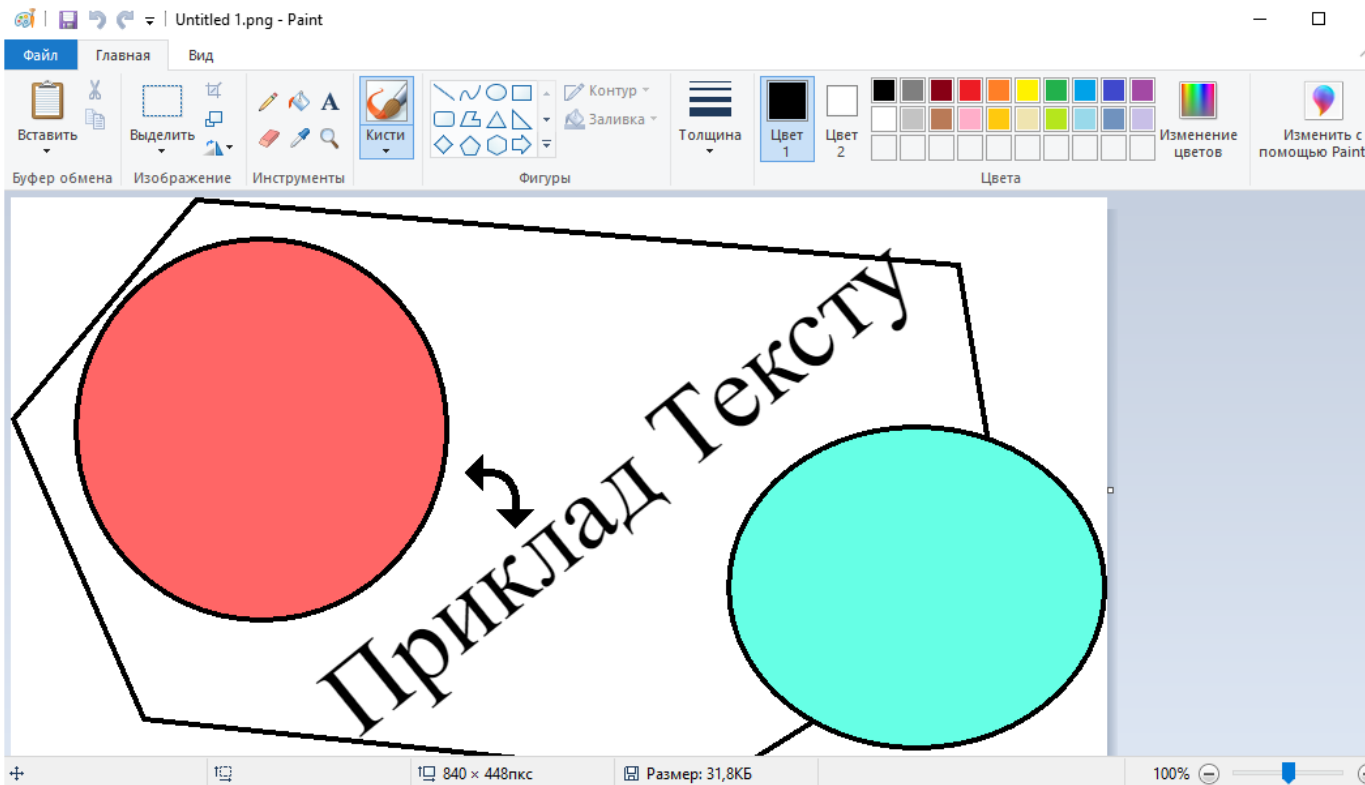 Untitled 1.png - Paint
Файл Главная Вид
Вставить
Выделить
Кисти
Контур
Заливка
Толщина
Цвет 1
Цвет 2
Изменение цветов
Изменить с помощью Paint
Буфер обмена
Изображение
Инструменты
Фигуры
Цвета
Приклад Тексту
840 × 448пкс
Размер: 31,8КБ
100%